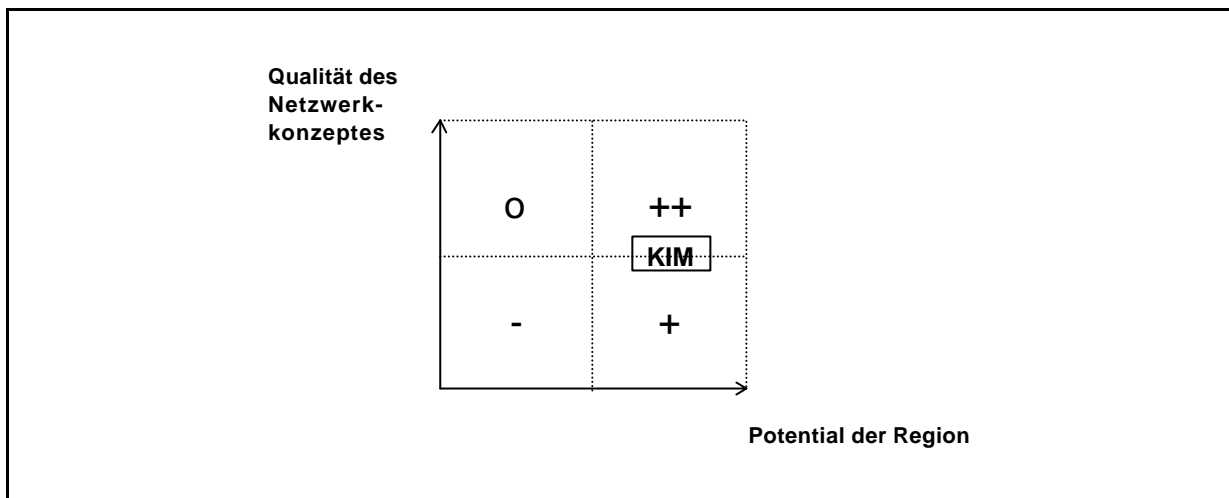 Qualität des
Netzwerk-
konzeptes
O ++
KIM
- +
Potential der Region